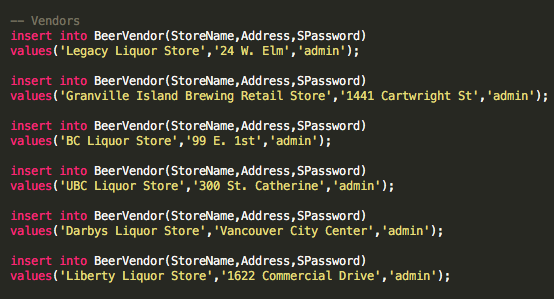 -- Vendors
insert into BeerVendor(StoreName,Address,SPassword)
values('Legacy Liquor Store','24 W. Elm','admin');
insert into BeerVendor(StoreName,Address,SPassword)
values('Granville Island Brewing Retail Store','1441 Cartwright St','admin');
insert into BeerVendor(StoreName,Address,SPassword)
values('BC Liquor Store','99 E. 1st','admin');
insert into BeerVendor(StoreName,Address,SPassword)
values('UBC Liquor Store','300 St. Catherine','admin');
insert into BeerVendor(StoreName,Address,SPassword)
values('Darbys Liquor Store','Vancouver City Center','admin');
insert into BeerVendor(StoreName,Address,SPassword)
values('Liberty Liquor Store','1622 Commercial Drive','admin');